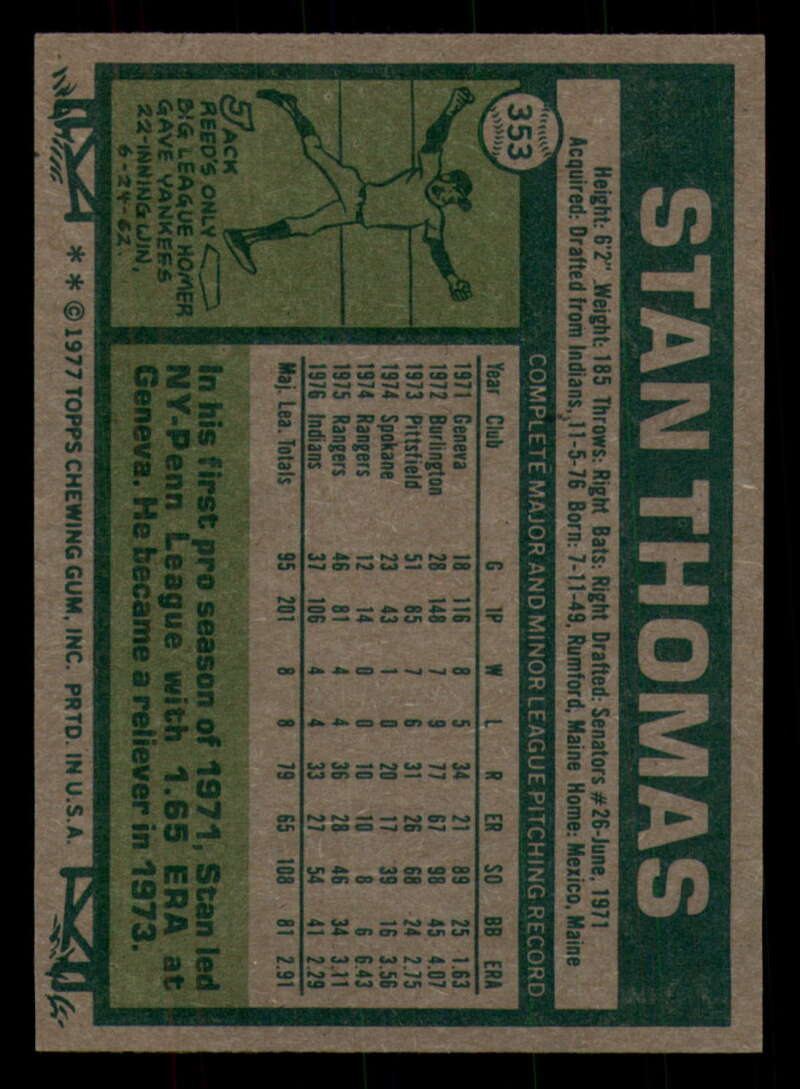 353
STAN THOMAS
Height: 6'2" Weight: 185 Throws: Right Bats: Right Drafted: Senators #26-June, 1971
Acquired: Drafted from Indians, 11-5-76 Born: 7-11-49, Rumford, Maine Home: Mexico, Maine
COMPLETE MAJOR AND MINOR LEAGUE PITCHING RECORD
Year Club G IP W L R ER SO BB ERA
1971 Geneva 18 116 8 5 34 21 89 25 1.63
1972 Burlington 28 148 7 9 77 67 98 45 4.07
1973 Pittsfield 51 85 7 6 31 26 68 24 2.75
1974 Spokane 23 43 1 0 20 17 39 16 3.56
1974 Rangers 12 14 0 0 10 10 8 6 6.43
1975 Rangers 46 81 4 4 36 28 46 34 3.11
1976 Indians 37 106 4 4 33 27 54 41 2.29
Maj. Lea. Totals 95 201 8 8 79 65 108 81 2.91
JACK
REED'S ONLY
BIG LEAGUE HOMER
GAVE YANKEES
22-INNING WIN,
6-24-62.
In his first pro season of 1971, Stan led
NY-Penn League with 1.65 ERA at
Geneva. He became a reliever in 1973.
* * © 1977 TOPPS CHEWING GUM, INC. PRTD. IN U.S.A.